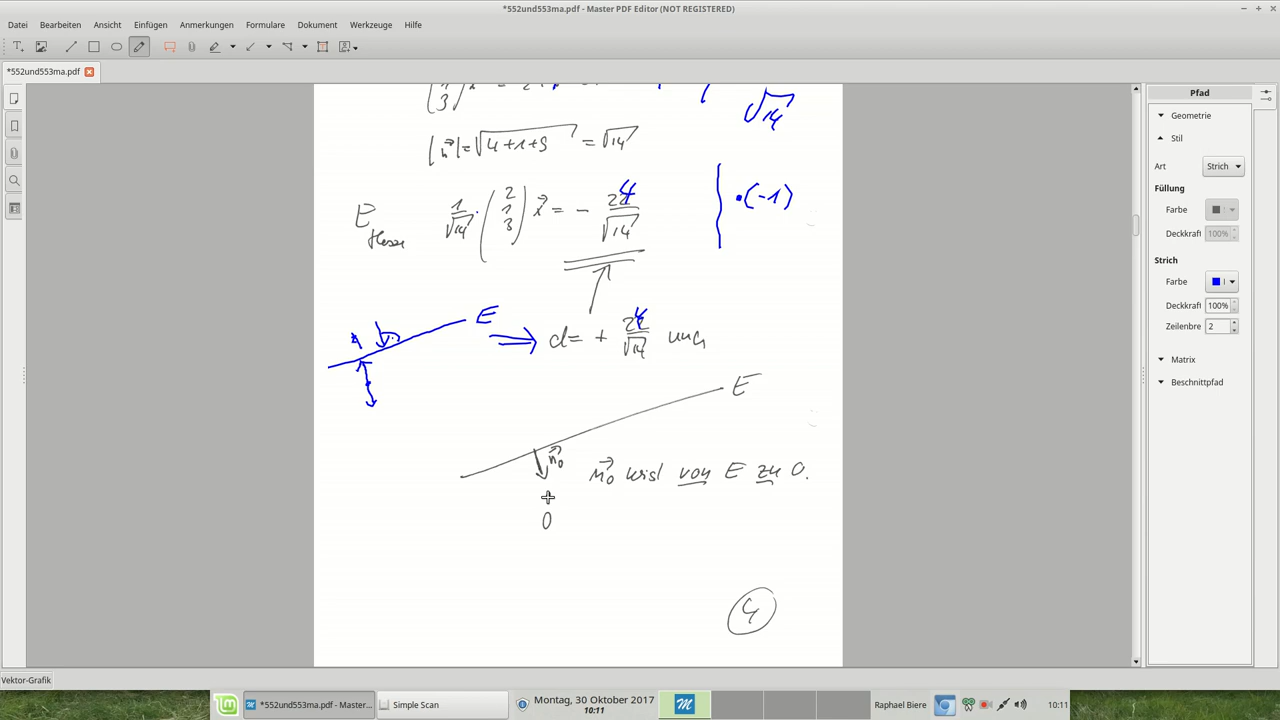 *552und553ma.pdf - Master PDF Editor (NOT REGISTERED)
Datei Bearbeiten Ansicht Einfügen Anmerkungen Formulare Dokument Werkzeuge Hilfe
*552und553ma.pdf
Pfad
Geometrie
Stil
Art Strich
Füllung
Farbe
Deckkraft 100%
Strich
Farbe
Deckkraft 100%
Zeilenbre 2
Matrix
Beschnittpfad
3
√14
|n⃗| = √4+1+9 = √14
E 1/√14 · (2 1 3) x⃗ = - 24/√14 | ·(-1)
E ⇒ d = + 24/√14 und
E
n⃗₀ n⃗₀ wird von E zu 0.
0
4
Vektor-Grafik
*552und553ma.pdf - Master... Simple Scan Montag, 30 Oktober 2017 10:11 Raphael Biere 10:11